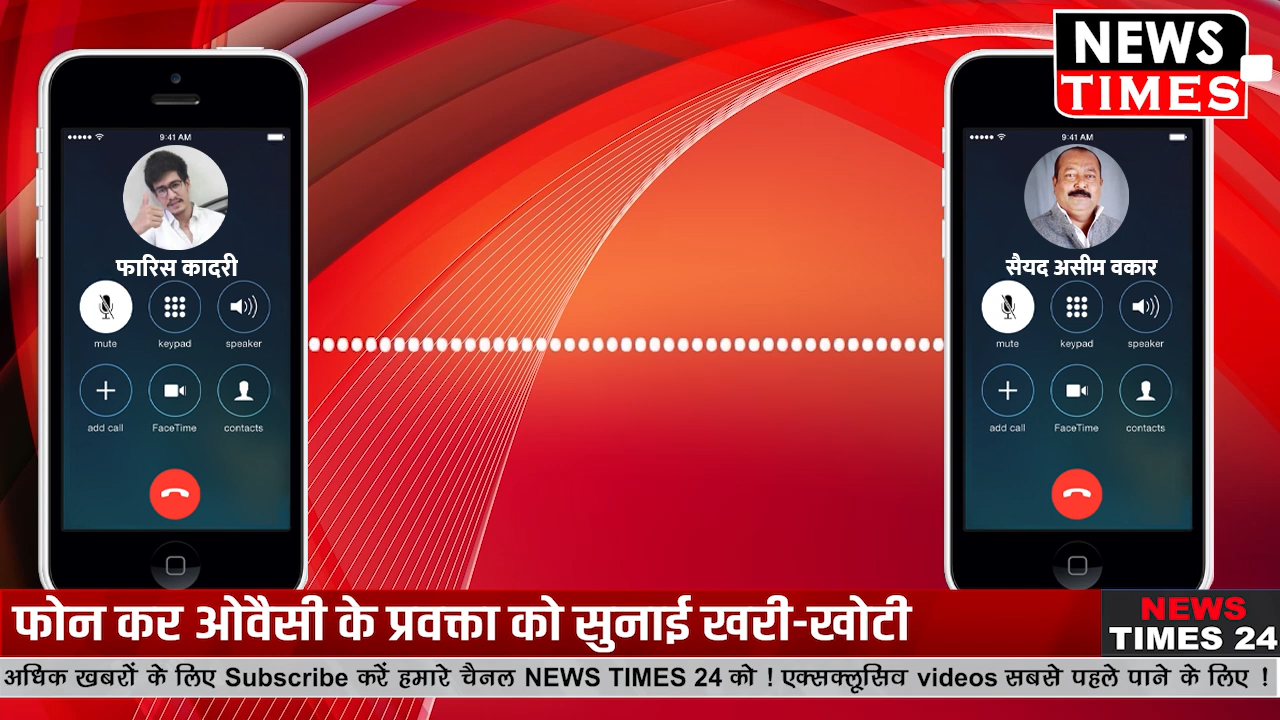 NEWS
TIMES
9:41 AM
फारिस कादरी
mute
keypad
speaker
add call
FaceTime
contacts
9:41 AM
सैयद असीम वकार
mute
keypad
speaker
add call
FaceTime
contacts
फोन कर ओवैसी के प्रवक्ता को सुनाई खरी-खोटी
NEWS
TIMES 24
अधिक खबरों के लिए Subscribe करें हमारे चैनल NEWS TIMES 24 को ! एक्सक्लूसिव videos सबसे पहले पाने के लिए !